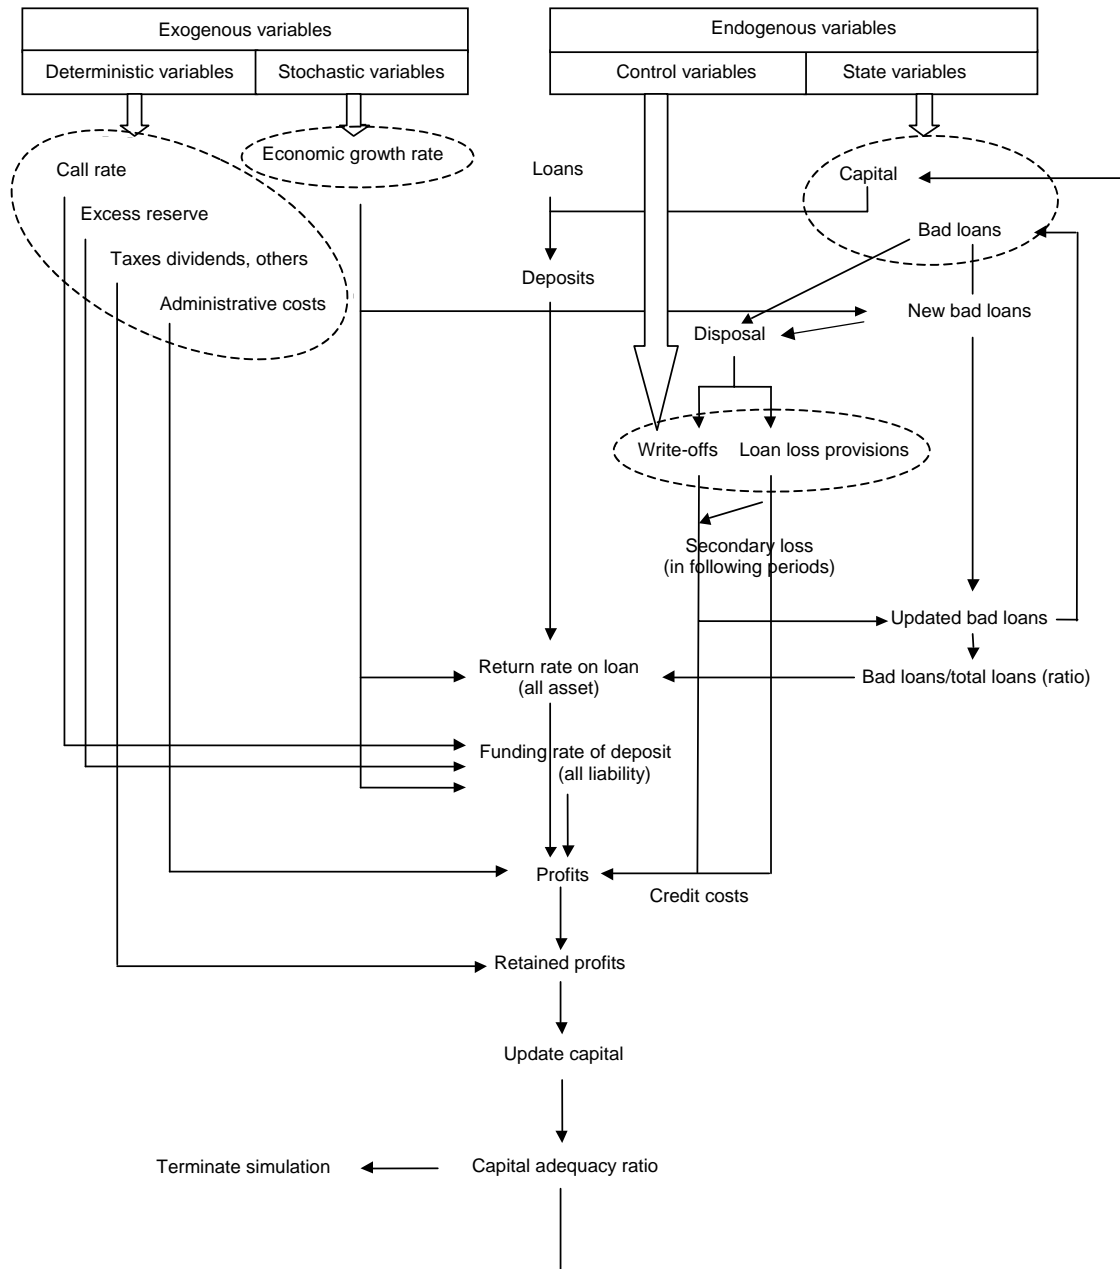 Exogenous variables
Endogenous variables
Deterministic variables
Stochastic variables
Control variables
State variables
Economic growth rate
Call rate
Loans
Capital
Excess reserve
Bad loans
Taxes dividends, others
Deposits
Administrative costs
New bad loans
Disposal
Write-offs
Loan loss provisions
Secondary loss
(in following periods)
Updated bad loans
Return rate on loan
(all asset)
Bad loans/total loans (ratio)
Funding rate of deposit
(all liability)
Profits
Credit costs
Retained profits
Update capital
Terminate simulation
Capital adequacy ratio